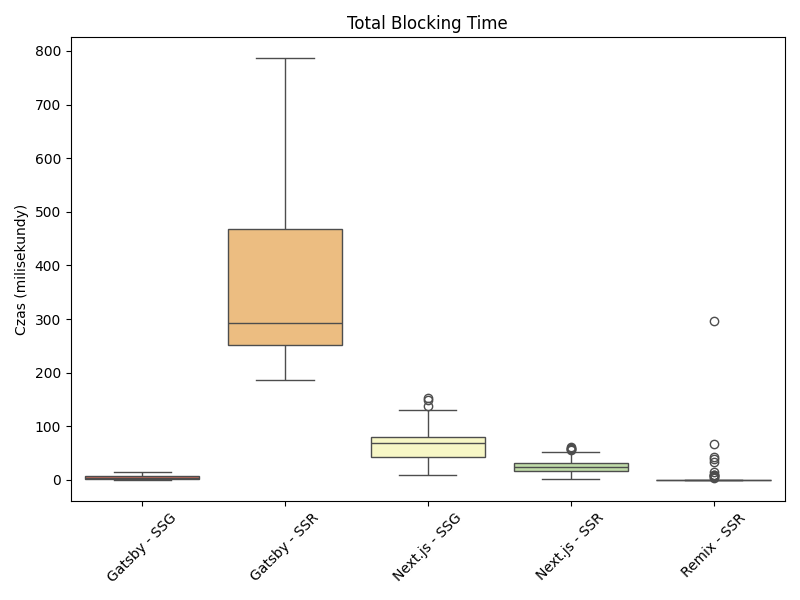 Total Blocking Time
Czas (milisekundy)
800
700
600
500
400
300
200
100
0
Gatsby - SSG
Gatsby - SSR
Next.js - SSG
Next.js - SSR
Remix - SSR